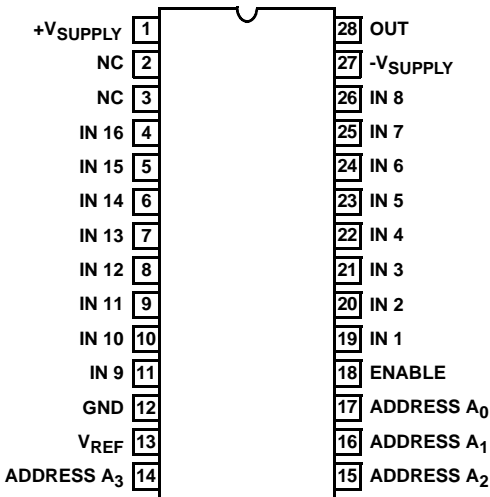 +VSUPPLY 1 28 OUT
NC 2 27 -VSUPPLY
NC 3 26 IN 8
IN 16 4 25 IN 7
IN 15 5 24 IN 6
IN 14 6 23 IN 5
IN 13 7 22 IN 4
IN 12 8 21 IN 3
IN 11 9 20 IN 2
IN 10 10 19 IN 1
IN 9 11 18 ENABLE
GND 12 17 ADDRESS A0
VREF 13 16 ADDRESS A1
ADDRESS A3 14 15 ADDRESS A2